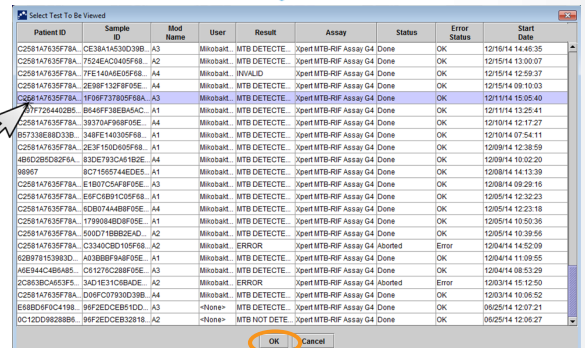 Select Test To Be Viewed
Patient ID Sample ID Mod Name User Result Assay Status Error Status Start Date
C2581A7635F78A... CE38A1A530D39B... A3 Mikobakt... MTB DETECTE... Xpert MTB-RIF Assay G4 Done OK 12/16/14 14:46:35
C2581A7635F78A... 7524EAC0405F68... A2 Mikobakt... MTB DETECTE... Xpert MTB-RIF Assay G4 Done OK 12/15/14 13:00:07
C2581A7635F78A... 7FE140A6E05F68... A4 Mikobakt... INVALID Xpert MTB-RIF Assay G4 Done OK 12/15/14 12:59:37
C2581A7635F78A... 2E98F132F8F05E... A4 Mikobakt... MTB DETECTE... Xpert MTB-RIF Assay G4 Done OK 12/15/14 09:10:03
C2581A7635F78A... 1F06F737805F68A... A3 Mikobakt... MTB DETECTE... Xpert MTB-RIF Assay G4 Done OK 12/11/14 15:05:40
97F7264402B5... B646FF38EBA5AC... A1 Mikobakt... MTB DETECTE... Xpert MTB-RIF Assay G4 Done OK 12/11/14 13:25:41
C2581A7635F78A... 39370AF968F05E... A4 Mikobakt... MTB DETECTE... Xpert MTB-RIF Assay G4 Done OK 12/10/14 12:17:27
B57338E88D33B... 348FE140305F68... A1 Mikobakt... MTB DETECTE... Xpert MTB-RIF Assay G4 Done OK 12/10/14 07:54:11
C2581A7635F78A... 2E3F150D605F68... A1 Mikobakt... MTB DETECTE... Xpert MTB-RIF Assay G4 Done OK 12/09/14 12:38:59
4B6D2B5D82F6A... 83DE793CA61B2E... A4 Mikobakt... MTB DETECTE... Xpert MTB-RIF Assay G4 Done OK 12/09/14 10:02:20
98967 8C71565744EDE5... A1 Mikobakt... MTB DETECTE... Xpert MTB-RIF Assay G4 Done OK 12/08/14 14:13:39
C2581A7635F78A... E1B07C5AF8F05E... A3 Mikobakt... MTB DETECTE... Xpert MTB-RIF Assay G4 Done OK 12/08/14 09:29:16
C2581A7635F78A... E6FC6B91C05F68... A1 Mikobakt... MTB DETECTE... Xpert MTB-RIF Assay G4 Done OK 12/05/14 12:32:23
C2581A7635F78A... 6DB074A4B8F05E... A4 Mikobakt... MTB DETECTE... Xpert MTB-RIF Assay G4 Done OK 12/05/14 12:23:18
C2581A7635F78A... 1799084BD8F05E... A1 Mikobakt... MTB DETECTE... Xpert MTB-RIF Assay G4 Done OK 12/05/14 10:50:36
C2581A7635F78A... 500D71BBB2EAD... A2 Mikobakt... MTB DETECTE... Xpert MTB-RIF Assay G4 Done OK 12/05/14 10:39:56
C2581A7635F78A... C3340CBD105F68... A2 Mikobakt... ERROR Xpert MTB-RIF Assay G4 Aborted Error 12/04/14 14:52:09
62B978153983D... A03BBBF9A8F05E... A1 Mikobakt... MTB DETECTE... Xpert MTB-RIF Assay G4 Done OK 12/04/14 11:09:55
A6E944C4B6A85... C61276C288F05E... A3 Mikobakt... MTB DETECTE... Xpert MTB-RIF Assay G4 Done OK 12/04/14 08:53:29
2C863BCA653F5... 3AD1E31C6BADE... A2 Mikobakt... ERROR Xpert MTB-RIF Assay G4 Aborted Error 12/03/14 15:12:50
C2581A7635F78A... D06FC07930D39B... A4 Mikobakt... MTB DETECTE... Xpert MTB-RIF Assay G4 Done OK 12/03/14 10:06:52
E68BD6F0C4198... 96F2EDCEB51DD... A3 <None> MTB DETECTE... Xpert MTB-RIF Assay G4 Done OK 06/25/14 12:07:21
0C12DD98288B6... 96F2EDCEB32818... A2 <None> MTB NOT DETE... Xpert MTB-RIF Assay G4 Done OK 06/25/14 12:06:27
OK Cancel